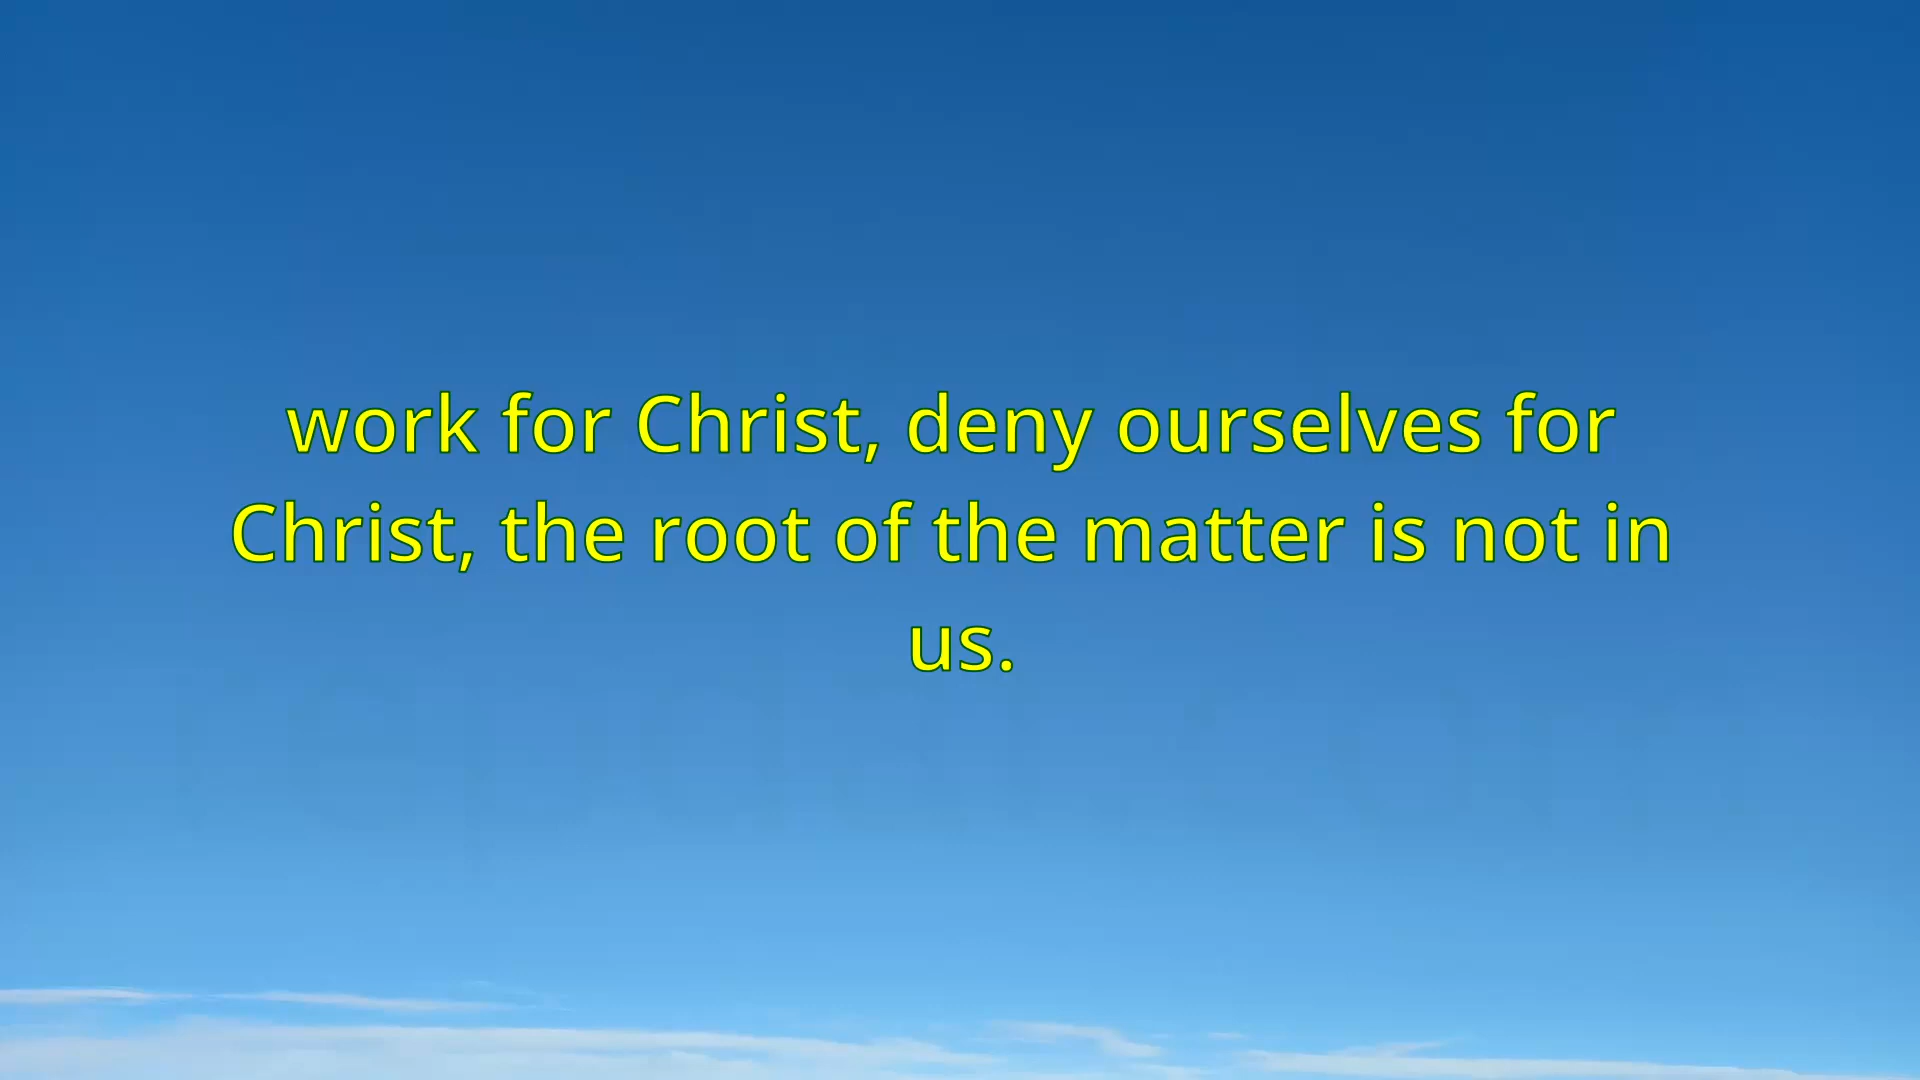 work for Christ, deny ourselves for
Christ, the root of the matter is not in
us.